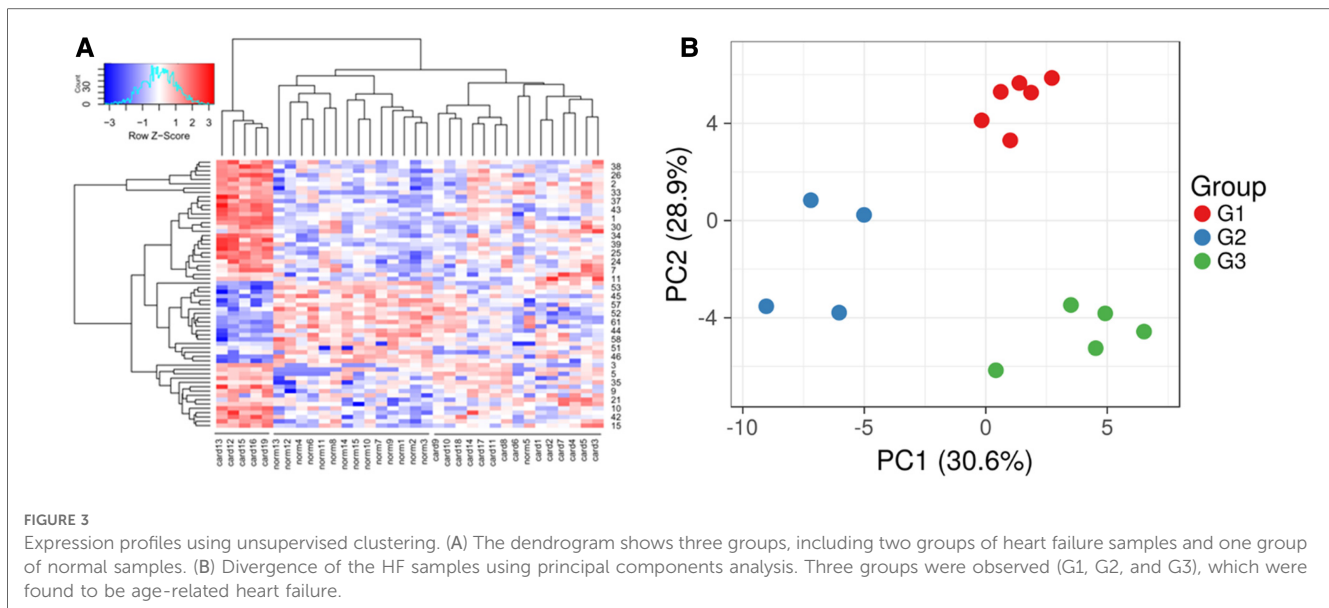 A
B
Count
0 30
-3 -1 1 3
Row Z-Score
38
26
2
33
37
43
1
30
34
39
25
24
7
11
53
45
57
52
61
44
58
51
46
3
5
35
9
21
10
42
15
card13 card12 card15 card16 card19 norm13 norm12 norm4 norm6 norm11 norm8 norm14 norm15 norm10 norm7 norm9 norm1 norm2 norm3 card9 card10 card18 card14 card17 card11 card8 card6 norm5 card1 card2 card7 card4 card5 card3
PC2 (28.9%)
4
0
-4
-10 -5 0 5
PC1 (30.6%)
Group
G1
G2
G3
FIGURE 3
Expression profiles using unsupervised clustering. (A) The dendrogram shows three groups, including two groups of heart failure samples and one group
of normal samples. (B) Divergence of the HF samples using principal components analysis. Three groups were observed (G1, G2, and G3), which were
found to be age-related heart failure.